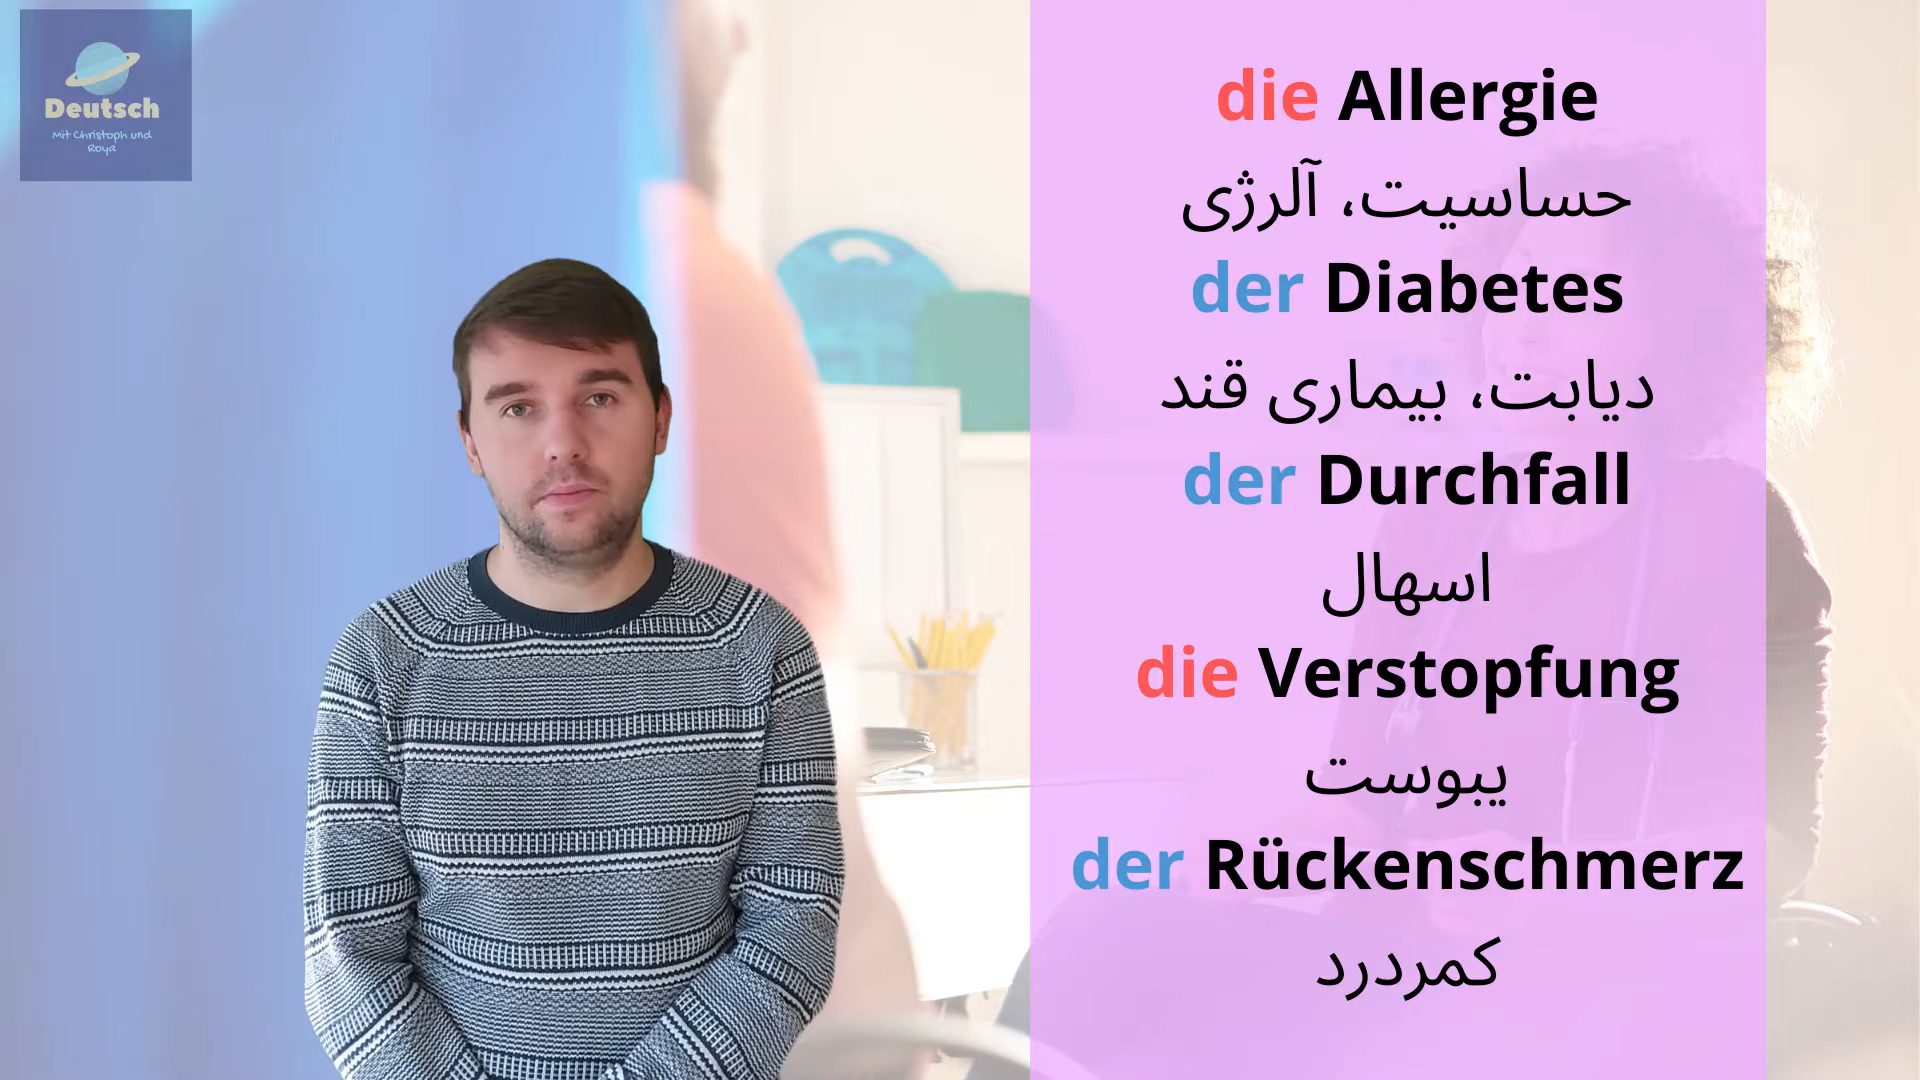 Deutsch
Mit Christoph und
Roya
die Allergie
حساسیت، آلرژی
der Diabetes
دیابت، بیماری قند
der Durchfall
اسهال
die Verstopfung
یبوست
der Rückenschmerz
کمردرد